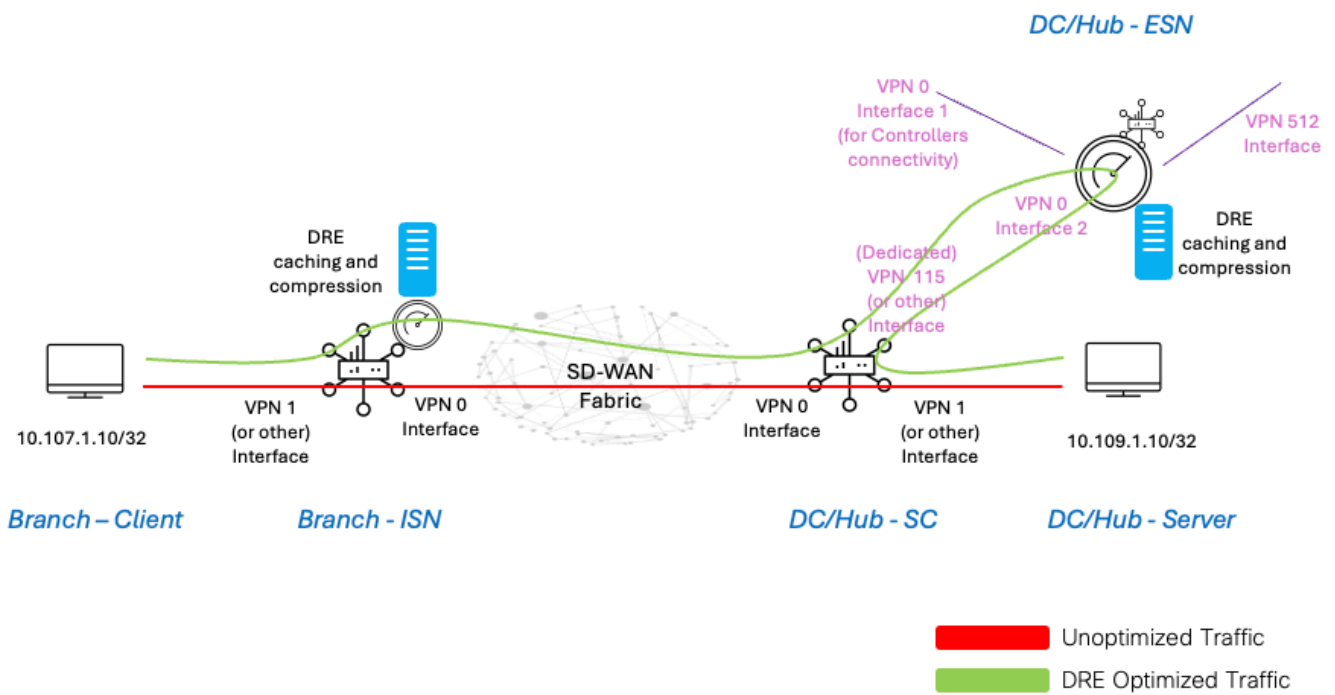 DC/Hub - ESN
VPN 0
Interface 1
(for Controllers
connectivity)
VPN 512
Interface
VPN 0
Interface 2
DRE
caching and
compression
DRE
caching and
compression
(Dedicated)
VPN 115
(or other)
Interface
SD-WAN
Fabric
VPN 1
(or other)
Interface
VPN 0
Interface
VPN 0
Interface
VPN 1
(or other)
Interface
10.107.1.10/32
10.109.1.10/32
Branch – Client
Branch - ISN
DC/Hub - SC
DC/Hub - Server
Unoptimized Traffic
DRE Optimized Traffic